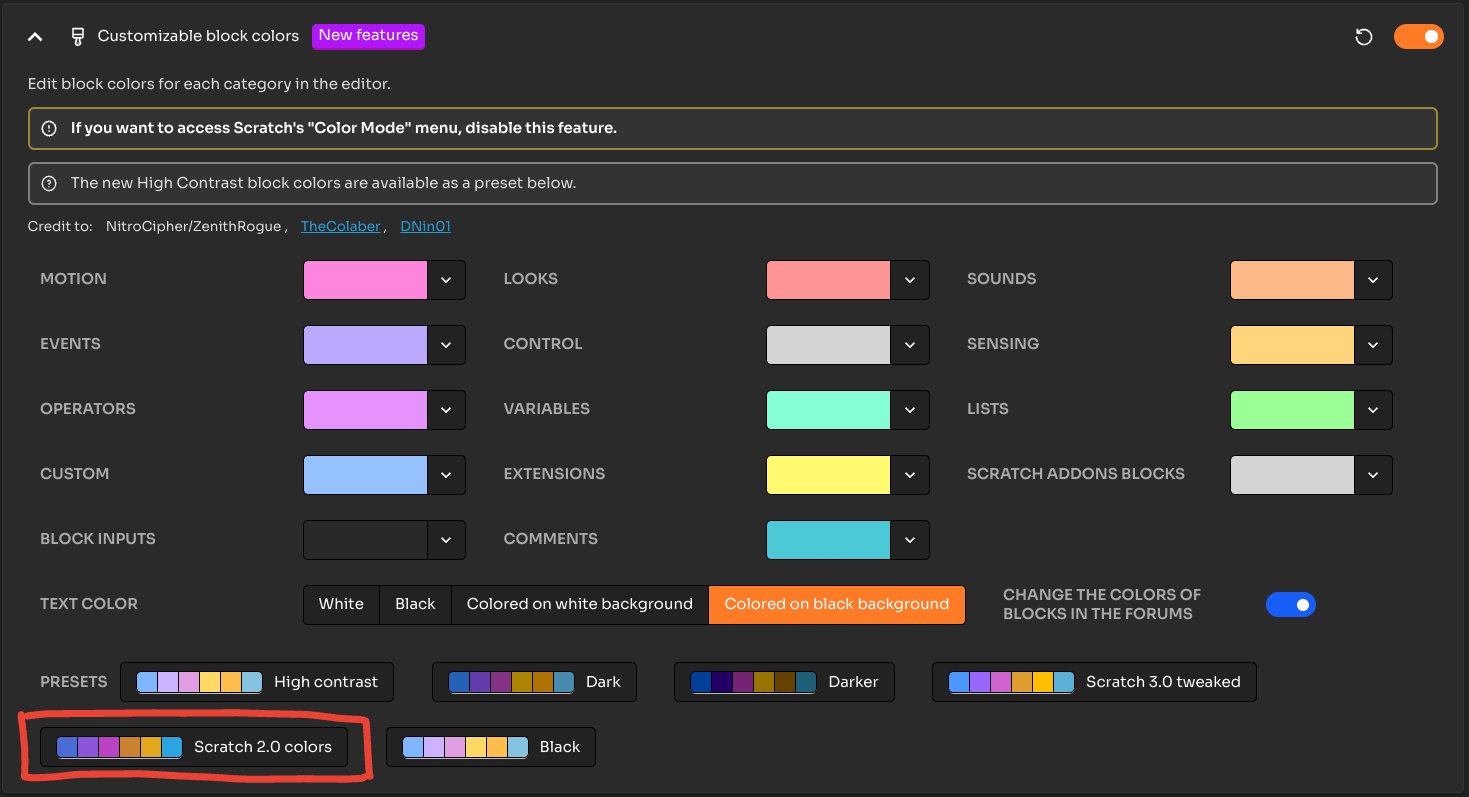 Customizable block colors New features
Edit block colors for each category in the editor.
If you want to access Scratch's "Color Mode" menu, disable this feature.
The new High Contrast block colors are available as a preset below.
Credit to: NitroCipher/ZenithRogue , TheColaber , DNin01
MOTION LOOKS SOUNDS
EVENTS CONTROL SENSING
OPERATORS VARIABLES LISTS
CUSTOM EXTENSIONS SCRATCH ADDONS BLOCKS
BLOCK INPUTS COMMENTS
TEXT COLOR White Black Colored on white background Colored on black background CHANGE THE COLORS OF
BLOCKS IN THE FORUMS
PRESETS High contrast Dark Darker Scratch 3.0 tweaked
Scratch 2.0 colors Black